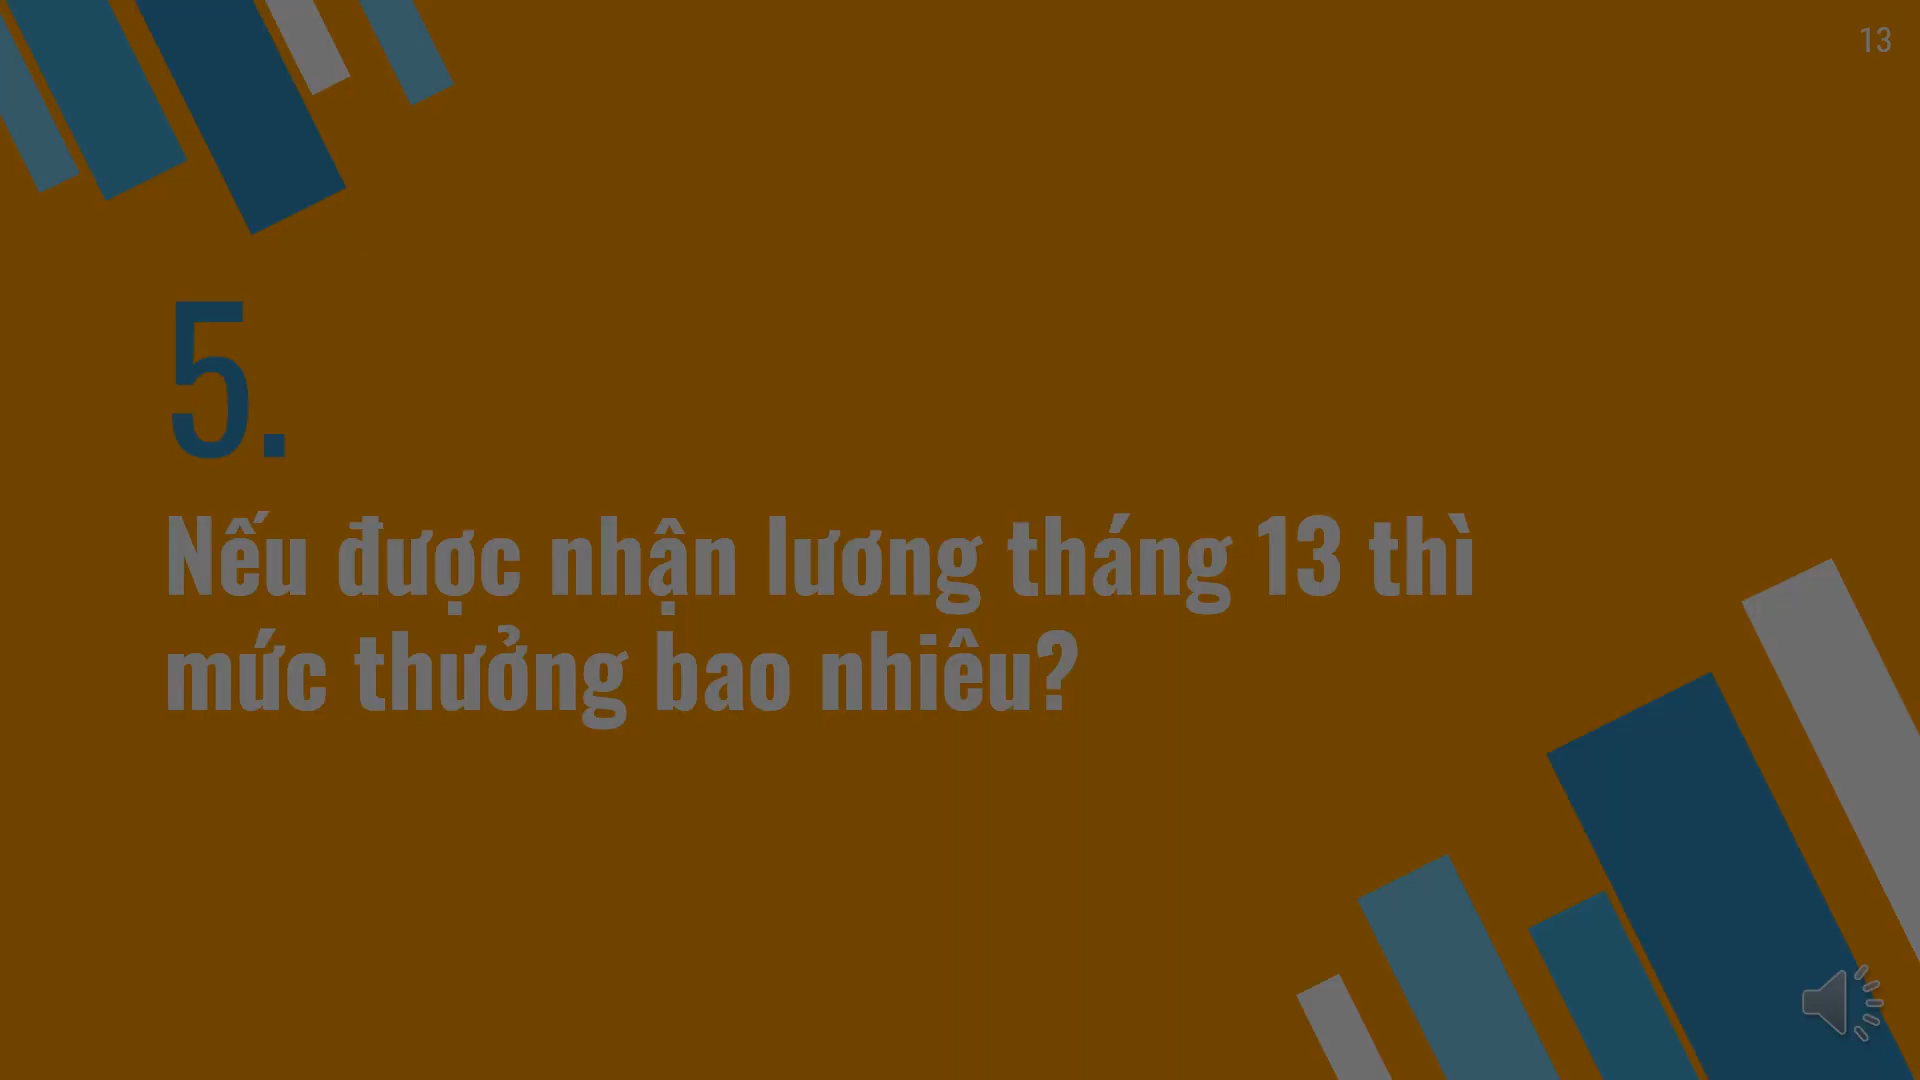 13
5.
Nếu được nhận lương tháng 13 thì
mức thưởng bao nhiêu?